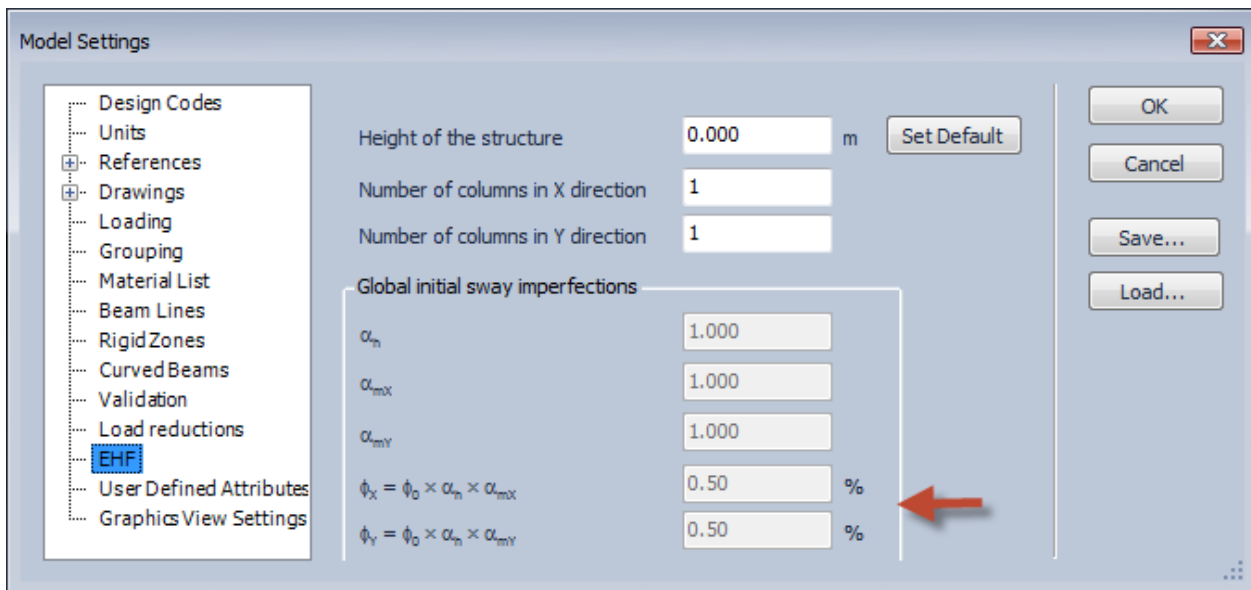 Model Settings
Design Codes
Units
References
Drawings
Loading
Grouping
Material List
Beam Lines
Rigid Zones
Curved Beams
Validation
Load reductions
EHF
User Defined Attributes
Graphics View Settings
Height of the structure 0.000 m Set Default
Number of columns in X direction 1
Number of columns in Y direction 1
Global initial sway imperfections
αh 1.000
αmX 1.000
αmY 1.000
ϕX = ϕ0 × αh × αmX 0.50 %
ϕY = ϕ0 × αh × αmY 0.50 %
OK
Cancel
Save...
Load...